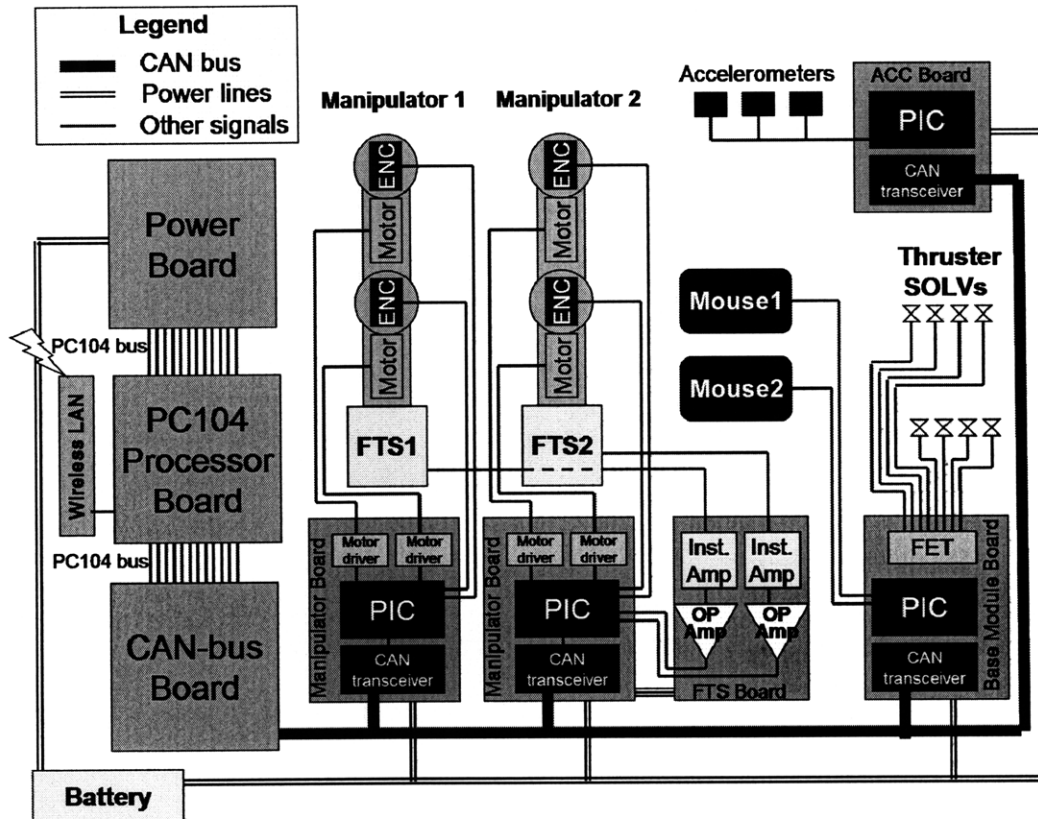 Legend
CAN bus
Power lines
Other signals
Manipulator 1
Manipulator 2
Accelerometers
ACC Board
PIC
CAN
transceiver
ENC
Motor
ENC
Motor
FTS1
ENC
Motor
ENC
Motor
FTS2
Power
Board
PC104 bus
Wireless LAN
PC104
Processor
Board
PC104 bus
CAN-bus
Board
Battery
Mouse1
Mouse2
Thruster
SOLVs
Manipulator Board
Motor
driver
Motor
driver
PIC
CAN
transceiver
Manipulator Board
Motor
driver
Motor
driver
PIC
CAN
transceiver
Inst.
Amp
Inst.
Amp
OP
Amp
OP
Amp
FTS Board
FET
PIC
CAN
transceiver
Base Module Board